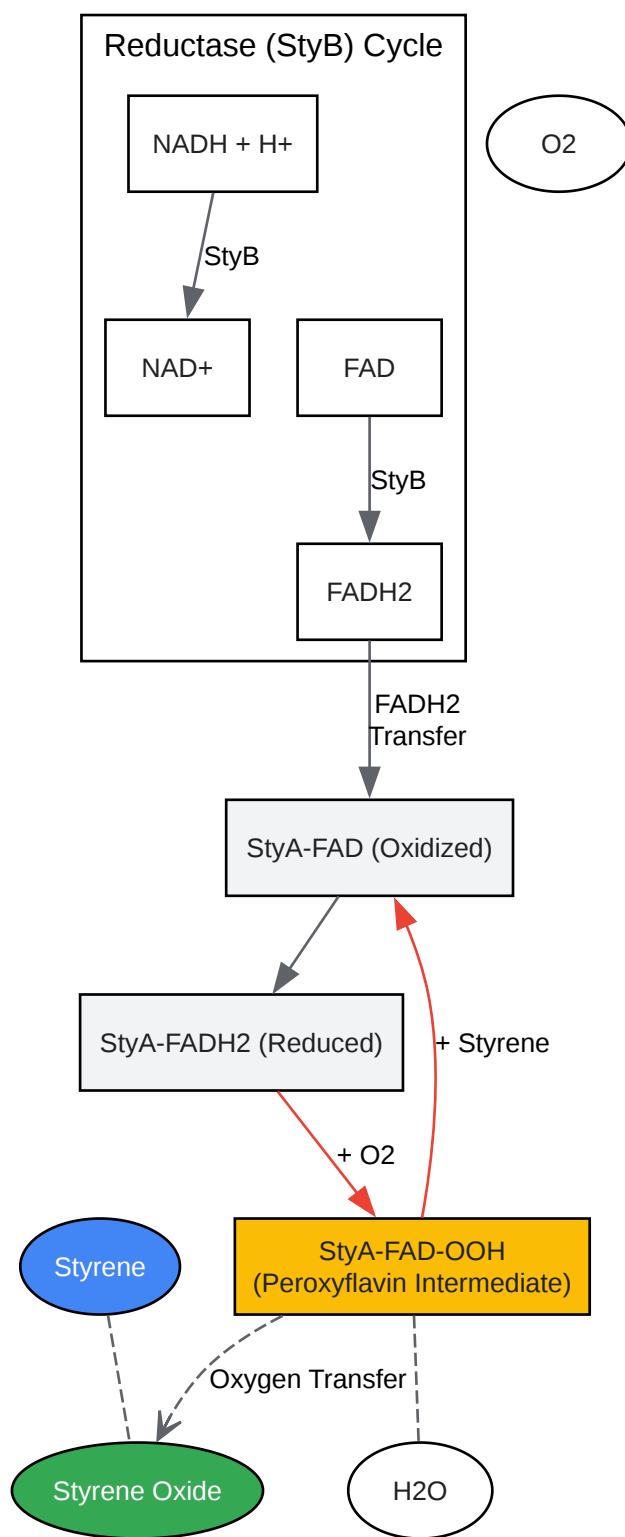 Reductase (StyB) Cycle
NADH + H+
O2
StyB
NAD+
FAD
StyB
FADH2
FADH2
Transfer
StyA-FAD (Oxidized)
StyA-FADH2 (Reduced)
+ Styrene
+ O2
Styrene
StyA-FAD-OOH
(Peroxyflavin Intermediate)
Oxygen Transfer
Styrene Oxide
H2O